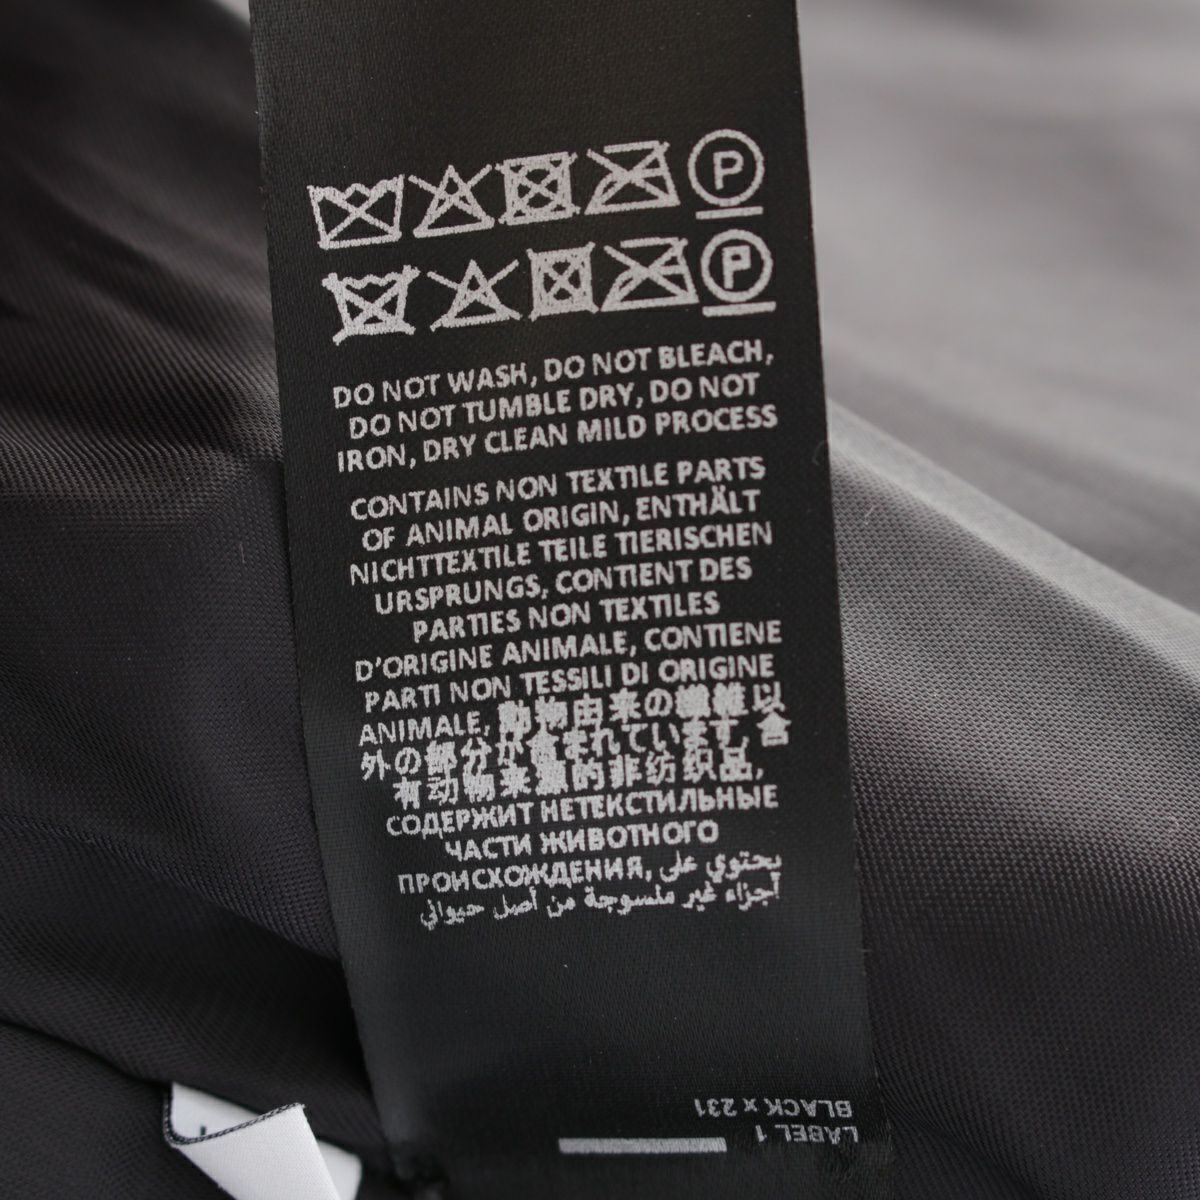 P
P
DO NOT WASH, DO NOT BLEACH,
DO NOT TUMBLE DRY, DO NOT
IRON, DRY CLEAN MILD PROCESS
CONTAINS NON TEXTILE PARTS
OF ANIMAL ORIGIN, ENTHÄLT
NICHTTEXTILE TEILE TIERISCHEN
URSPRUNGS, CONTIENT DES
PARTIES NON TEXTILES
D'ORIGINE ANIMALE, CONTIENE
PARTI NON TESSILI DI ORIGINE
ANIMALE, 動物由来の繊維以
外の部分が含まれています, 含
有动物来源的非纺织品,
СОДЕРЖИТ НЕТЕКСТИЛЬНЫЕ
ЧАСТИ ЖИВОТНОГО
ПРОИСХОЖДЕНИЯ, يحتوي على
أجزاء غير ملسوجة من أصل حيواني
LABEL 1
BLACK x 231